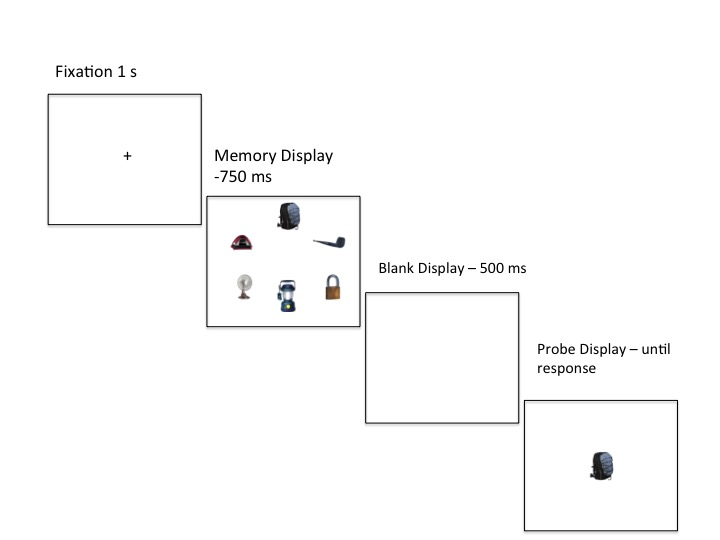 Fixation 1 s
+
Memory Display
-750 ms
Blank Display – 500 ms
Probe Display – until
response